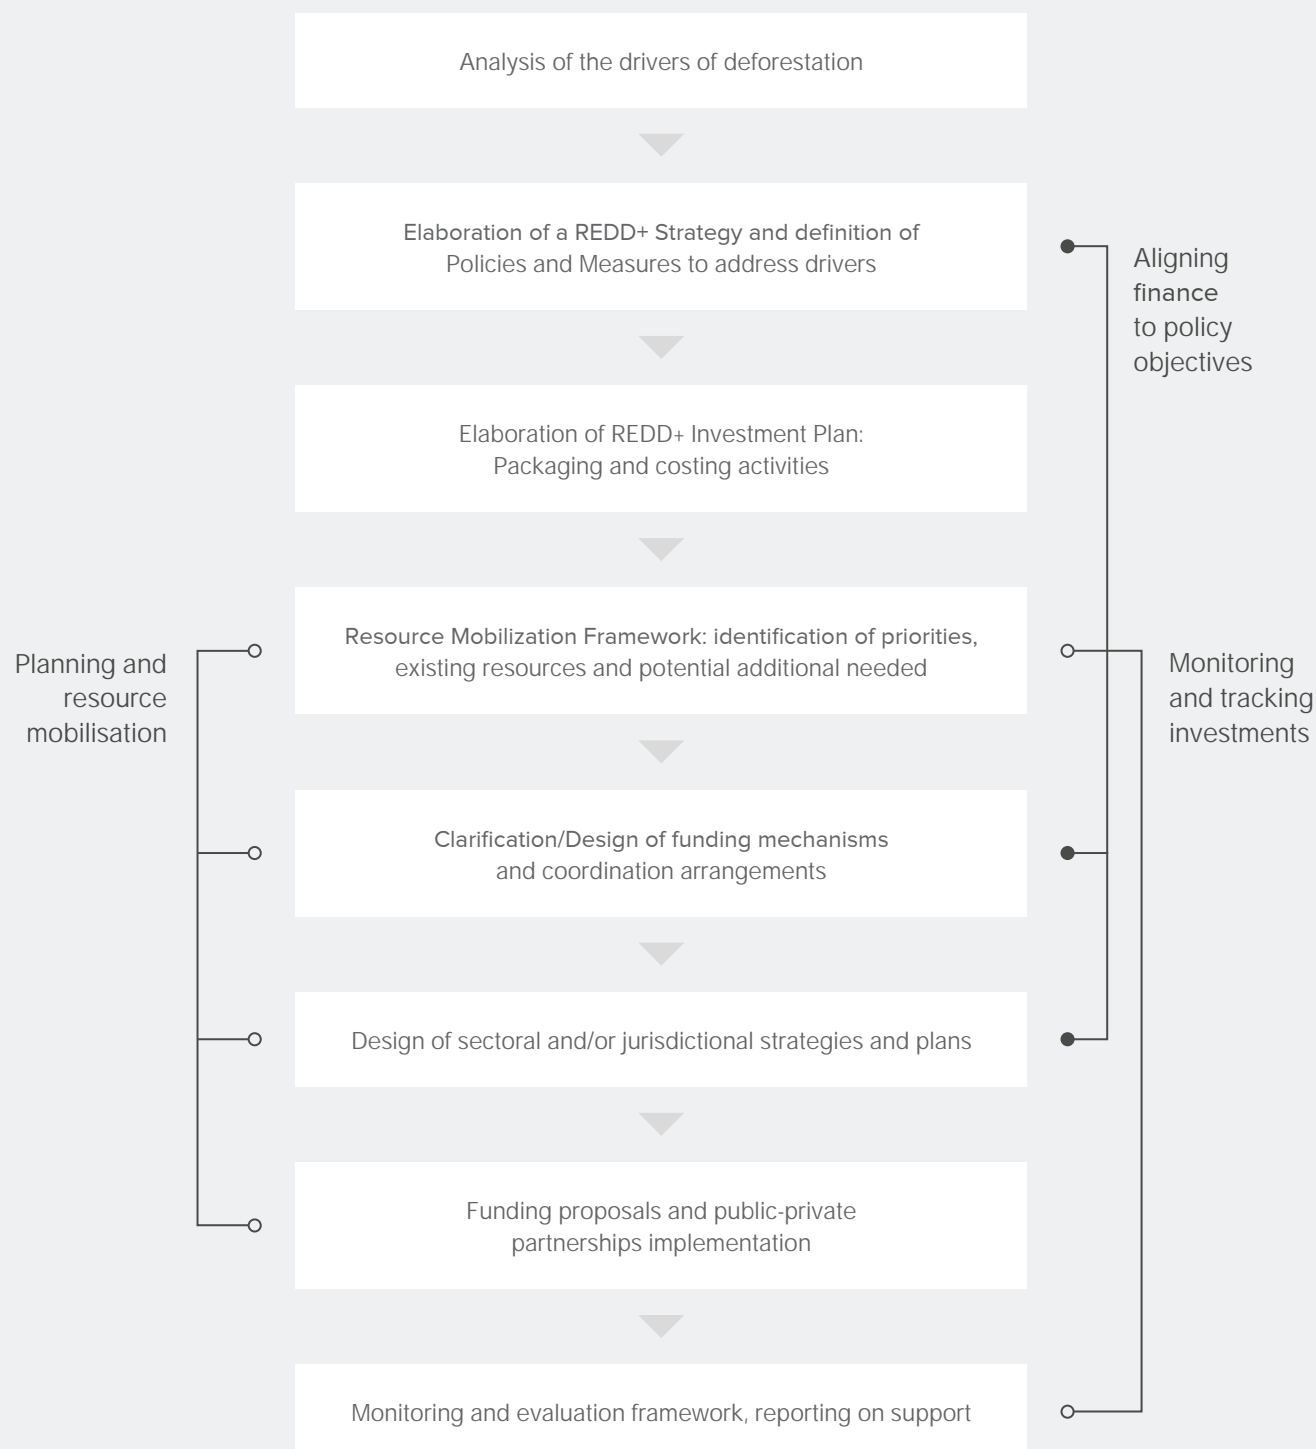 Analysis of the drivers of deforestation
Elaboration of a REDD+ Strategy and definition of
Policies and Measures to address drivers
Aligning
finance
to policy
objectives
Elaboration of REDD+ Investment Plan:
Packaging and costing activities
Planning and
resource
mobilisation
Resource Mobilization Framework: identification of priorities,
existing resources and potential additional needed
Monitoring
and tracking
investments
Clarification/Design of funding mechanisms
and coordination arrangements
Design of sectoral and/or jurisdictional strategies and plans
Funding proposals and public-private
partnerships implementation
Monitoring and evaluation framework, reporting on support